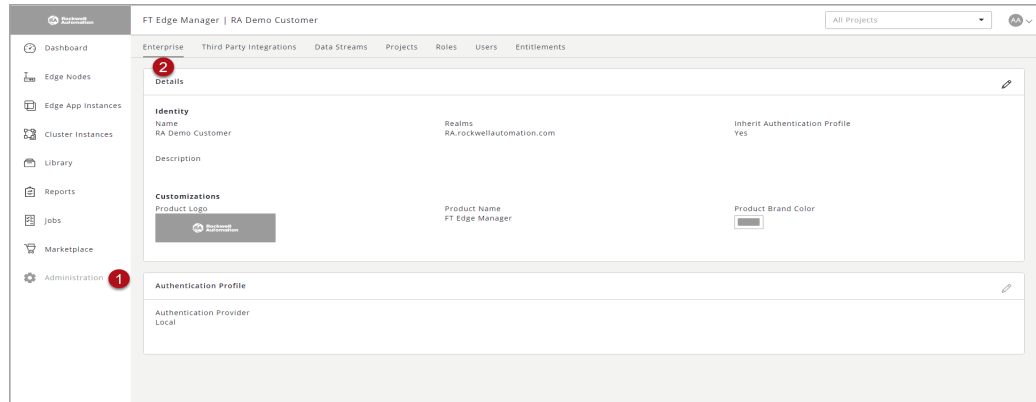 Rockwell
Automation
FT Edge Manager | RA Demo Customer
All Projects
AA
Dashboard
Edge Nodes
Edge App Instances
Cluster Instances
Library
Reports
Jobs
Marketplace
Administration
1
Enterprise Third Party Integrations Data Streams Projects Roles Users Entitlements
2
Details
Identity
Name Realms Inherit Authentication Profile
RA Demo Customer RA.rockwellautomation.com Yes
Description
Customizations
Product Logo Product Name Product Brand Color
Rockwell
Automation
FT Edge Manager
Authentication Profile
Authentication Provider
Local